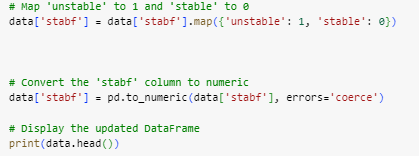 # Map 'unstable' to 1 and 'stable' to 0
data['stabf'] = data['stabf'].map({'unstable': 1, 'stable': 0})
# Convert the 'stabf' column to numeric
data['stabf'] = pd.to_numeric(data['stabf'], errors='coerce')
# Display the updated DataFrame
print(data.head())